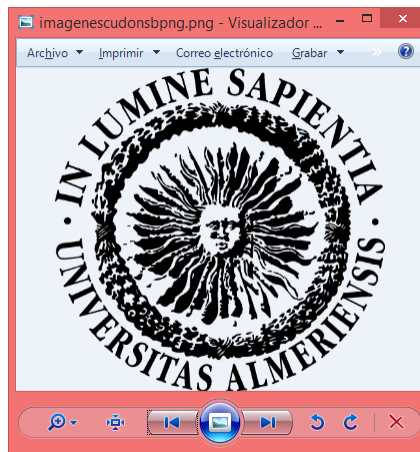 imagenescudonsbpng.png - Visualizador ...
Archivo Imprimir Correo electrónico Grabar »
IN LUMINE SAPIENTIA
• UNIVERSITAS ALMERIENSIS •